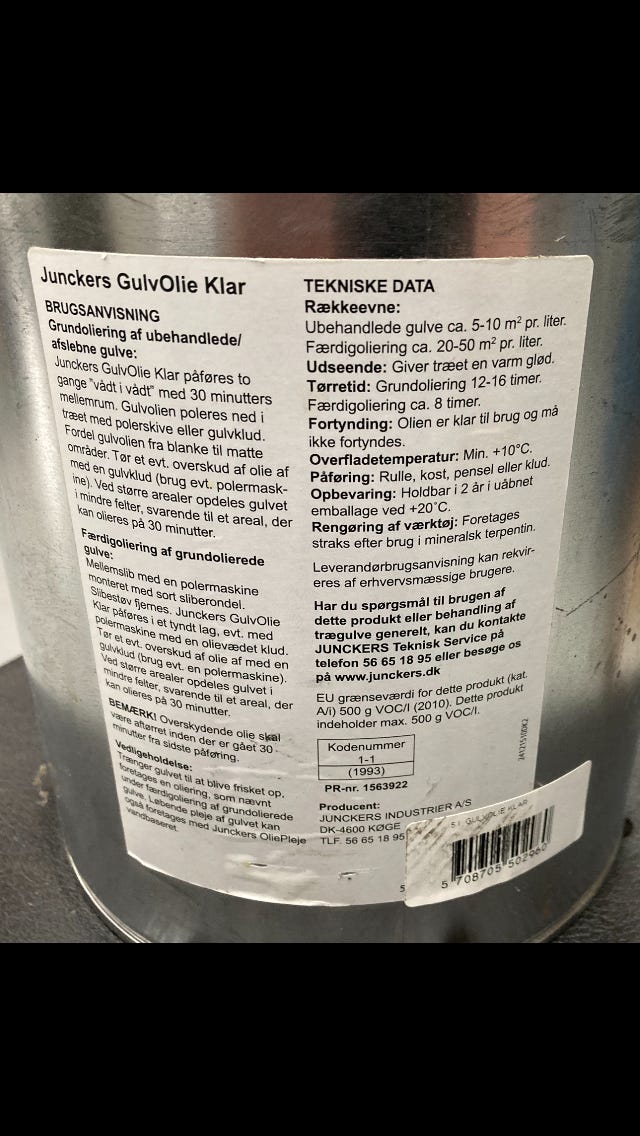 Junckers GulvOlie Klar
BRUGSANVISNING
Grundoliering af ubehandlede/
afslebne gulve:
Junckers GulvOlie Klar påføres to
gange "vådt i vådt" med 30 minutters
mellemrum. Gulvolien poleres ned i
træet med polerskive eller gulvklud.
Fordel gulvolien fra blanke til matte
områder. Tør et evt. overskud af olie af
med en gulvklud (brug evt. polermask-
ine). Ved større arealer opdeles gulvet
i mindre felter, svarende til et areal, der
kan olieres på 30 minutter.
Færdigoliering af grundolierede
gulve:
Mellemslib med en polermaskine
monteret med sort sliberondel.
Slibestøv fjernes. Junckers GulvOlie
Klar påføres i et tyndt lag, evt. med
polermaskine med en olievædet klud.
Tør et evt. overskud af olie af med en
gulvklud (brug evt. en polermaskine).
Ved større arealer opdeles gulvet i
mindre felter, svarende til et areal, der
kan olieres på 30 minutter.
BEMÆRK! Overskydende olie skal
være aftørret inden der er gået 30
minutter fra sidste påføring.
Vedligeholdelse:
Trænger gulvet til at blive frisket op,
foretages en oliering, som nævnt
under færdigoliering af grundolierede
gulve. Løbende pleje af gulvet kan
også foretages med Junckers OliePleje
vandbaseret.
TEKNISKE DATA
Rækkeevne:
Ubehandlede gulve ca. 5-10 m² pr. liter.
Færdigoliering ca. 20-50 m² pr. liter.
Udseende: Giver træet en varm glød.
Tørretid: Grundoliering 12-16 timer.
Færdigoliering ca. 8 timer.
Fortynding: Olien er klar til brug og må
ikke fortyndes.
Overfladetemperatur: Min. +10°C.
Påføring: Rulle, kost, pensel eller klud.
Opbevaring: Holdbar i 2 år i uåbnet
emballage ved +20°C.
Rengøring af værktøj: Foretages
straks efter brug i mineralsk terpentin.
Leverandørbrugsanvisning kan rekvir-
eres af erhvervsmæssige brugere.
Har du spørgsmål til brugen af
dette produkt eller behandling af
trægulve generelt, kan du kontakte
JUNCKERS Teknisk Service på
telefon 56 65 18 95 eller besøge os
på www.junckers.dk
EU grænseværdi for dette produkt (kat.
A/i) 500 g VOC/l (2010). Dette produkt
indeholder max. 500 g VOC/l.
Kodenummer
1-1
(1993)
PR-nr. 1563922
Producent:
JUNCKERS INDUSTRIER A/S
DK-4600 KØGE
TLF. 56 65 18 95
5 l GULVOLIE KLAR
5 708705 502960
5